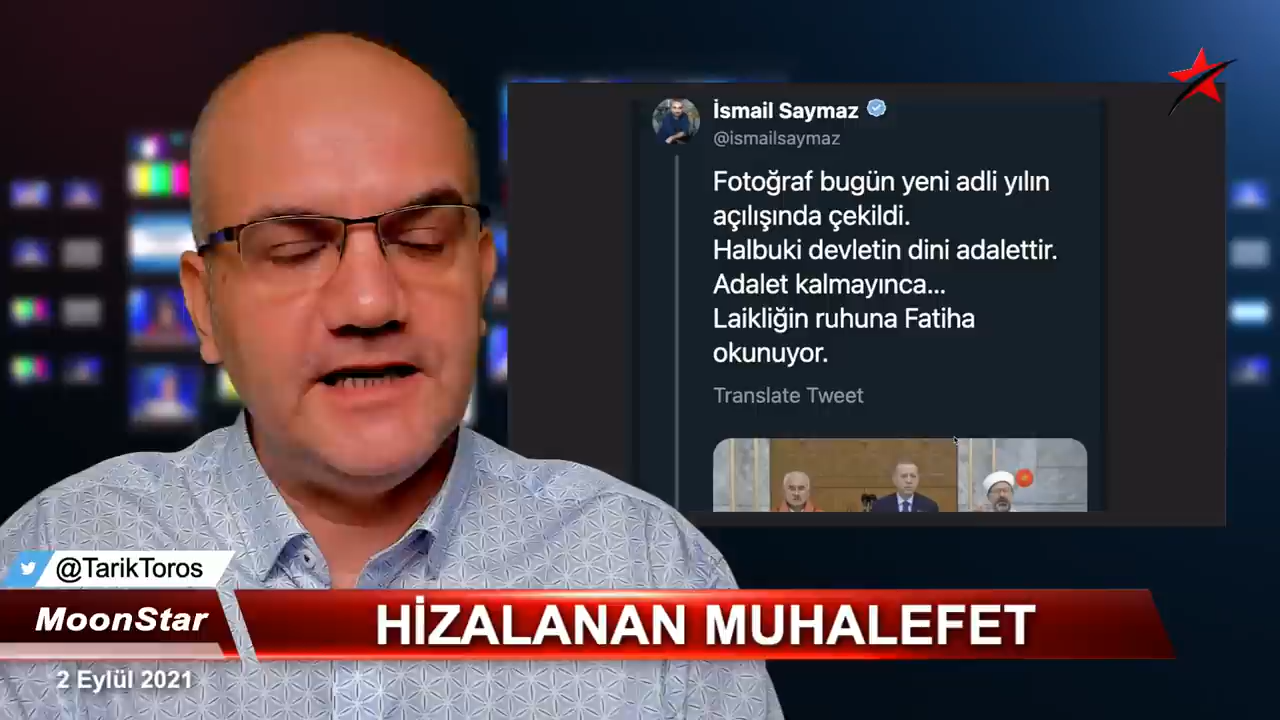 İsmail Saymaz
@ismailsaymaz
Fotoğraf bugün yeni adli yılın
açılışında çekildi.
Halbuki devletin dini adalettir.
Adalet kalmayınca...
Laikliğin ruhuna Fatiha
okunuyor.
Translate Tweet
@TarikToros
MoonStar
HİZALANAN MUHALEFET
2 Eylül 2021